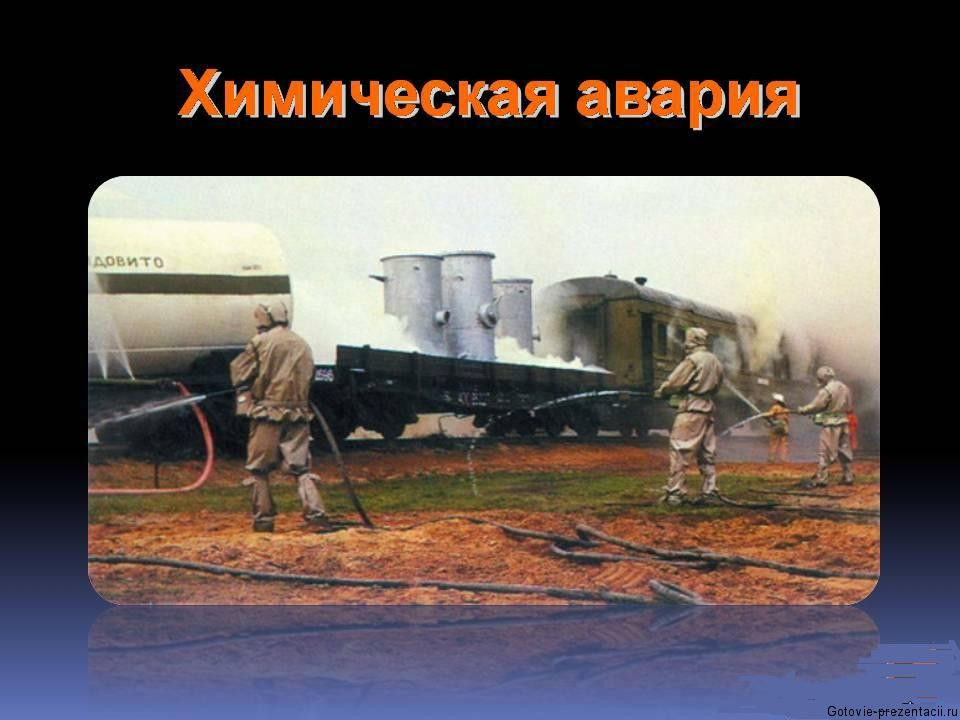 Химическая авария
довито
Gotovie-prezentacii.ru